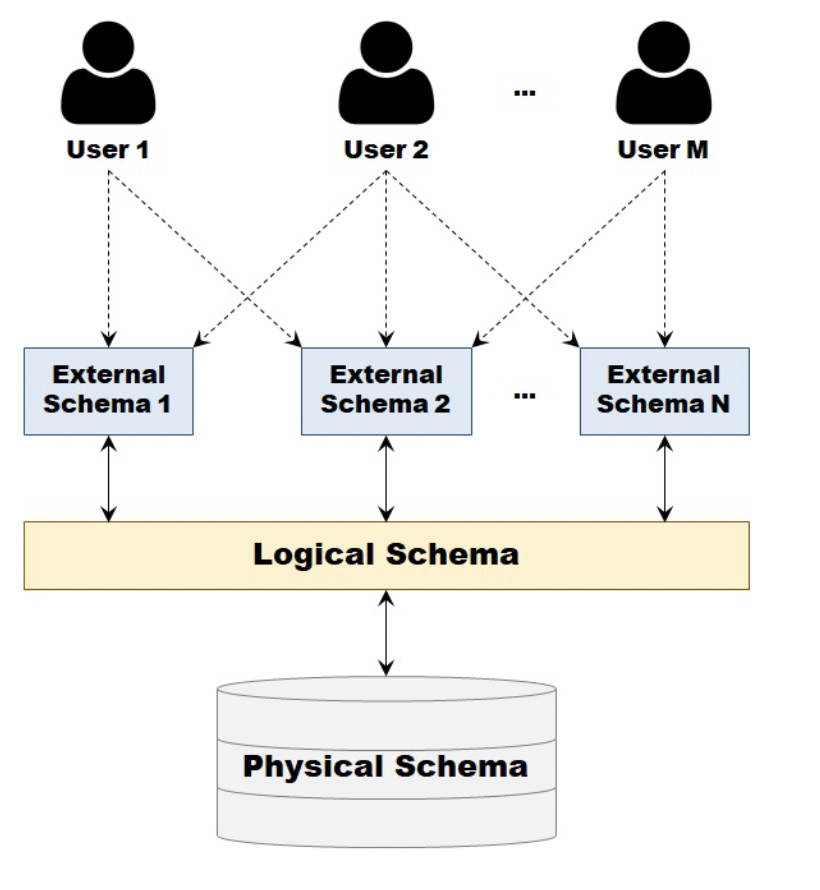 ...
User 1
User 2
User M
External
Schema 1
External
Schema 2
...
External
Schema N
Logical Schema
Physical Schema